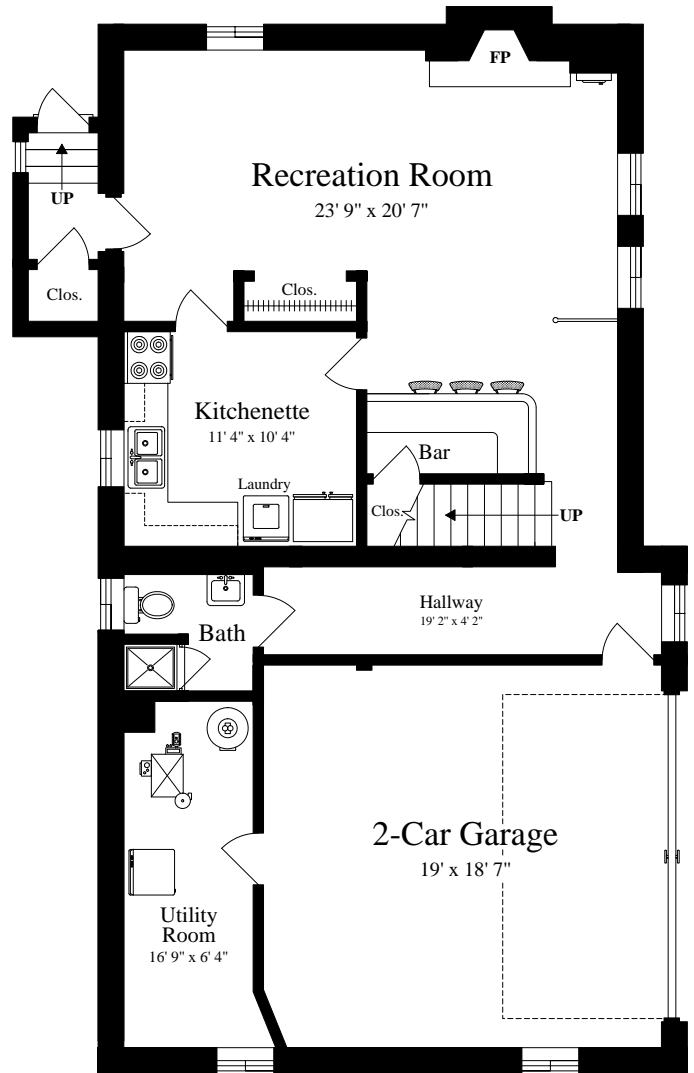 FP
Recreation Room
23' 9" x 20' 7"
UP
Clos.
Clos.
Kitchenette
11' 4" x 10' 4"
Laundry
Bar
Clos.
UP
Hallway
19' 2" x 4' 2"
Bath
2-Car Garage
19' x 18' 7"
Utility
Room
16' 9" x 6' 4"